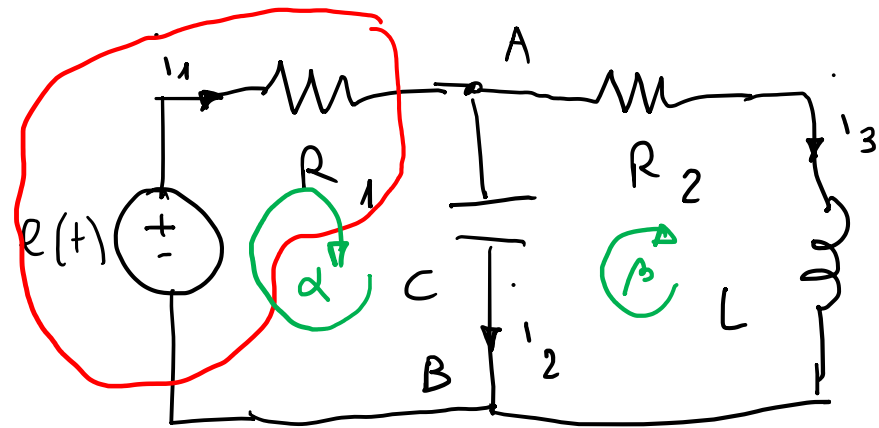 i1
A
R1
R2
i3
e(t)
+
-
α
C
β
L
i2
B